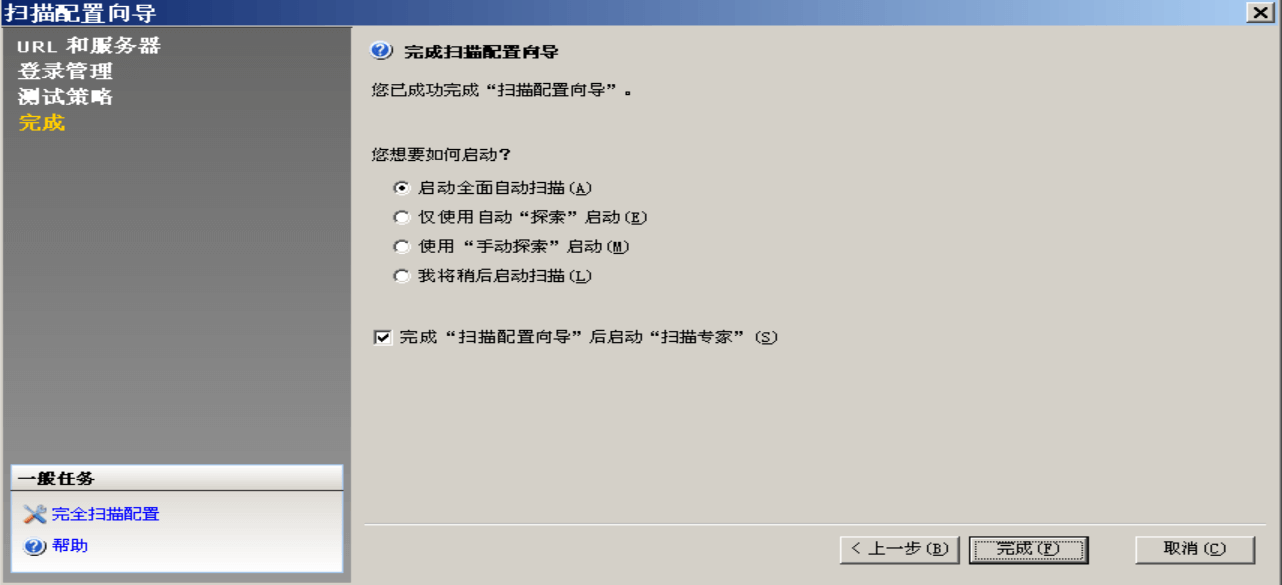 扫描配置向导
URL 和服务器
登录管理
测试策略
完成
完成扫描配置向导
您已成功完成“扫描配置向导”。
您想要如何启动?
启动全面自动扫描(A)
仅使用自动“探索”启动(E)
使用“手动探索”启动(M)
我将稍后启动扫描(L)
完成“扫描配置向导”后启动“扫描专家”(S)
一般任务
完全扫描配置
帮助
< 上一步(B) 完成(F) 取消(C)